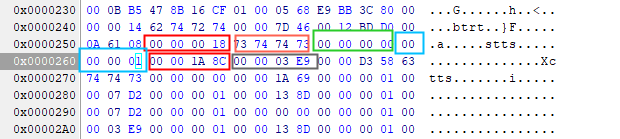 0x0000230 00 0B B5 47 8B 16 CF 01 00 05 68 E9 BB 3C 80 00 ...G......h..<..
0x0000240 00 00 14 62 74 72 74 00 00 00 7D 46 00 12 BD D0 00 ...btrt..}F.....
0x0000250 0A 61 08 00 00 00 18 73 74 74 73 00 00 00 00 00 .a.....stts.....
0x0000260 00 00 01 00 00 1A 8C 00 00 03 E9 00 00 D3 58 63 ..............Xc
0x0000270 74 74 73 00 00 00 00 00 00 1A 69 00 00 00 01 00 tts.......i.....
0x0000280 00 07 D2 00 00 00 01 00 00 13 8D 00 00 00 01 00 ................
0x0000290 00 07 D2 00 00 00 02 00 00 13 8D 00 00 00 01 00 ................
0x00002A0 00 03 E9 00 00 00 01 00 00 13 8D 00 00 00 01 00 ................